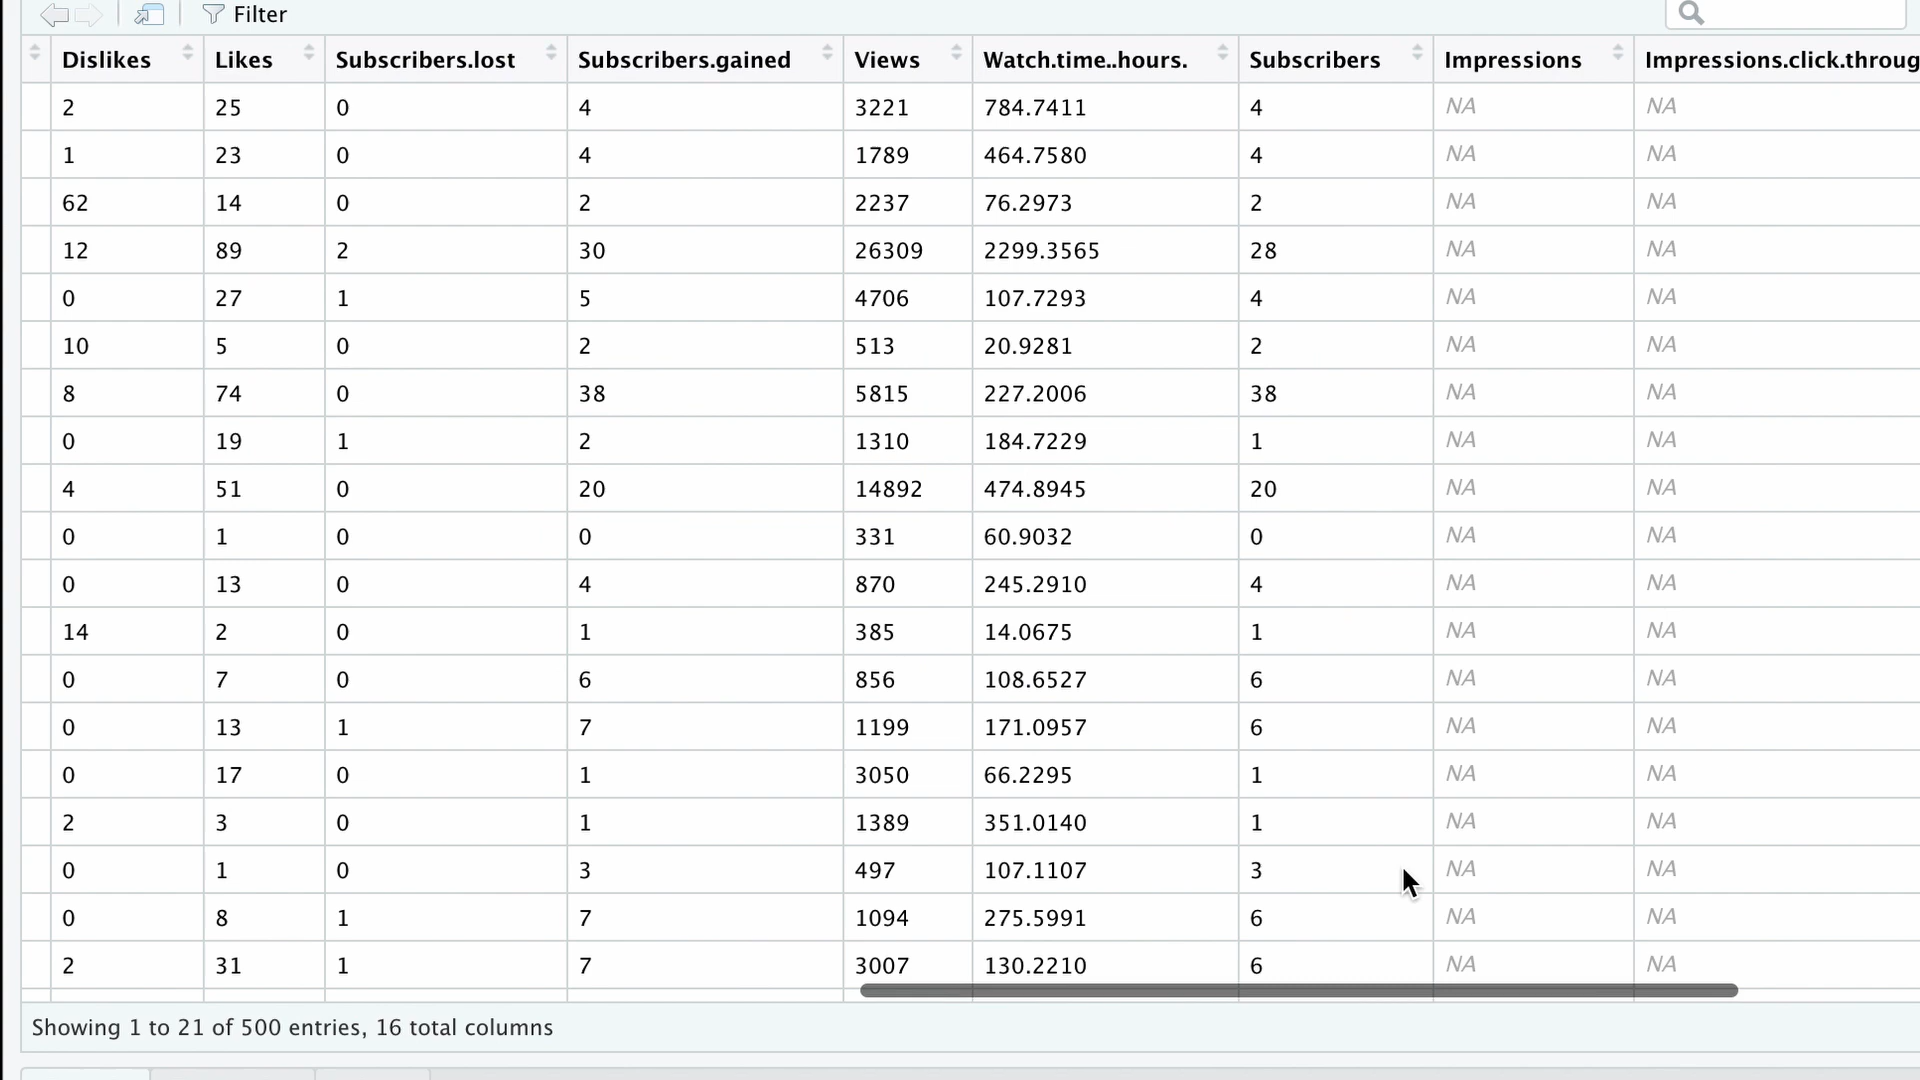 Filter
Dislikes Likes Subscribers.lost Subscribers.gained Views Watch.time..hours. Subscribers Impressions Impressions.click.throug
2 25 0 4 3221 784.7411 4 NA NA
1 23 0 4 1789 464.7580 4 NA NA
62 14 0 2 2237 76.2973 2 NA NA
12 89 2 30 26309 2299.3565 28 NA NA
0 27 1 5 4706 107.7293 4 NA NA
10 5 0 2 513 20.9281 2 NA NA
8 74 0 38 5815 227.2006 38 NA NA
0 19 1 2 1310 184.7229 1 NA NA
4 51 0 20 14892 474.8945 20 NA NA
0 1 0 0 331 60.9032 0 NA NA
0 13 0 4 870 245.2910 4 NA NA
14 2 0 1 385 14.0675 1 NA NA
0 7 0 6 856 108.6527 6 NA NA
0 13 1 7 1199 171.0957 6 NA NA
0 17 0 1 3050 66.2295 1 NA NA
2 3 0 1 1389 351.0140 1 NA NA
0 1 0 3 497 107.1107 3 NA NA
0 8 1 7 1094 275.5991 6 NA NA
2 31 1 7 3007 130.2210 6 NA NA
Showing 1 to 21 of 500 entries, 16 total columns